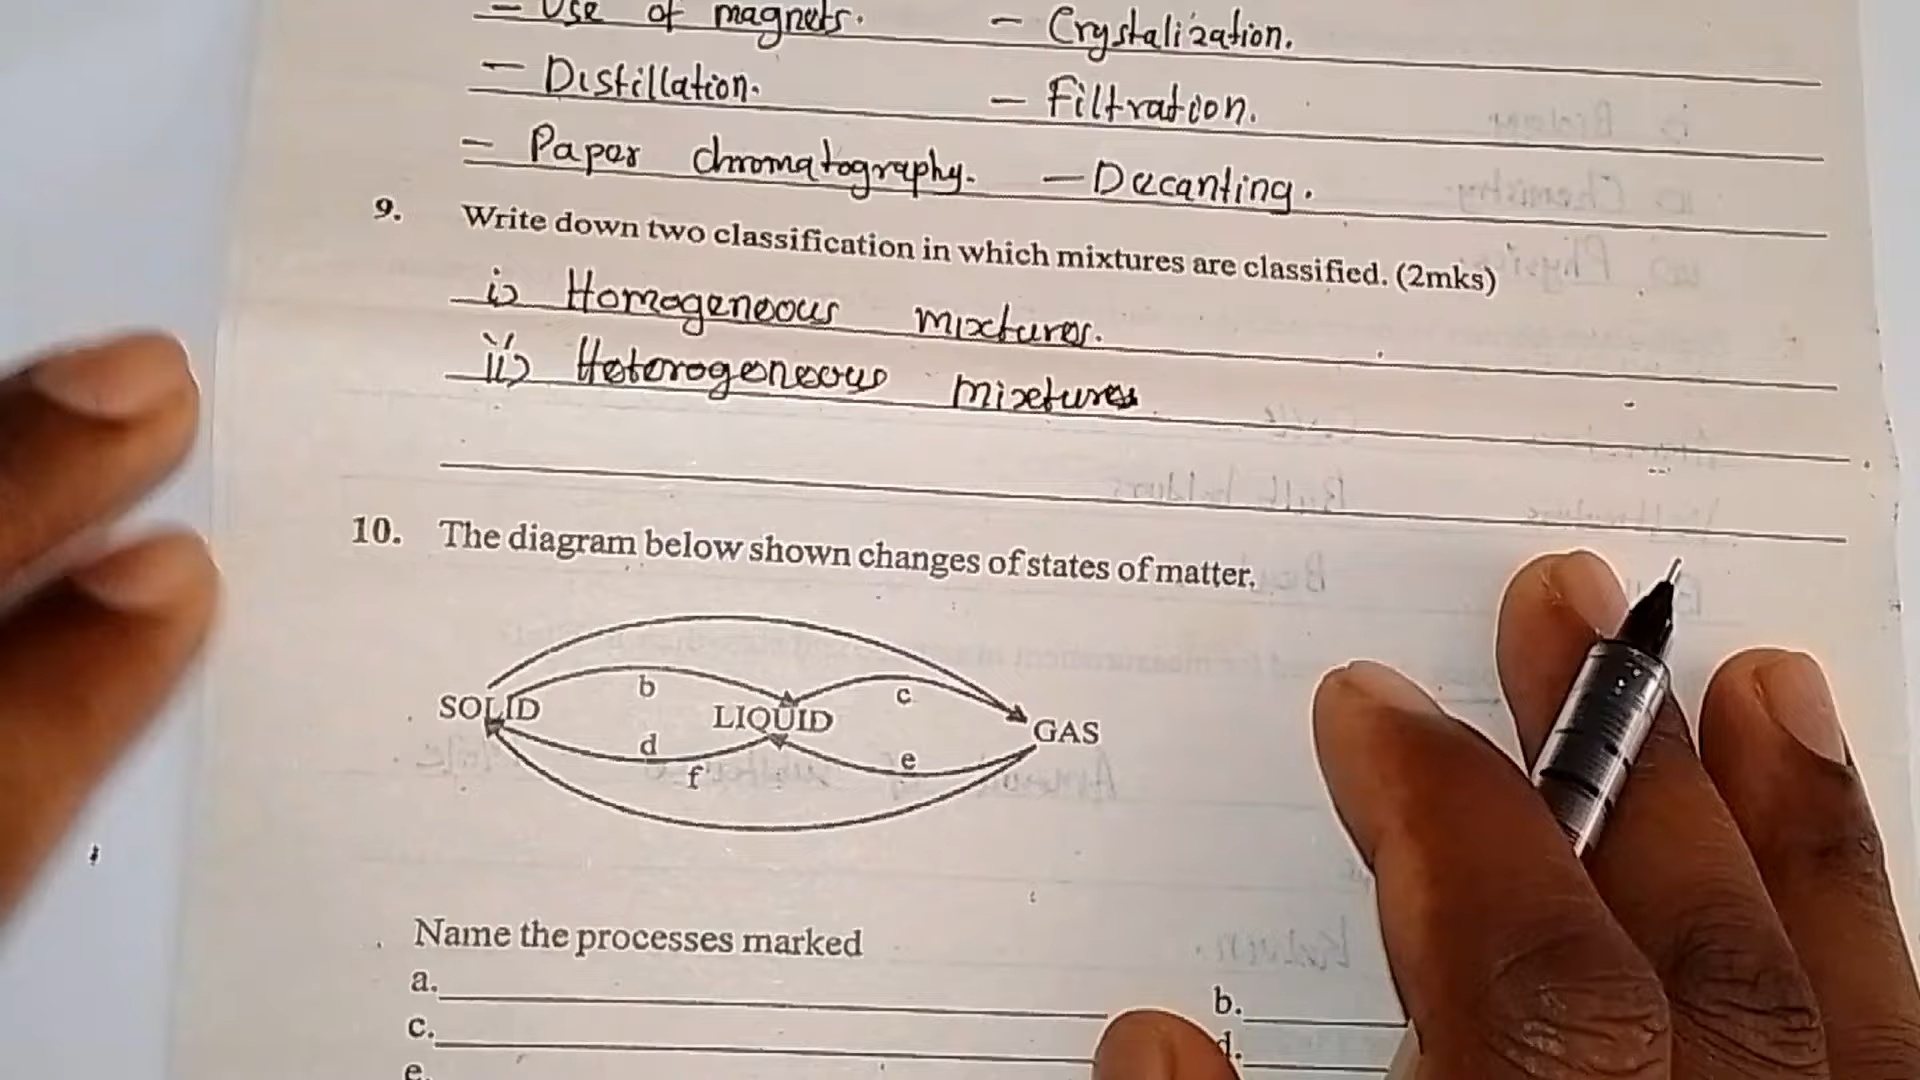 – Use of magnets. – Crystalization.
– Distillation. – Filtration.
– Paper chromatography. – Decanting.
9. Write down two classification in which mixtures are classified. (2mks)
i) Homogeneous mixtures.
ii) Heterogeneous mixtures
10. The diagram below shown changes of states of matter.
b c
SOLID LIQUID GAS
d e
f
Name the processes marked
a. b.
c. d.
e.